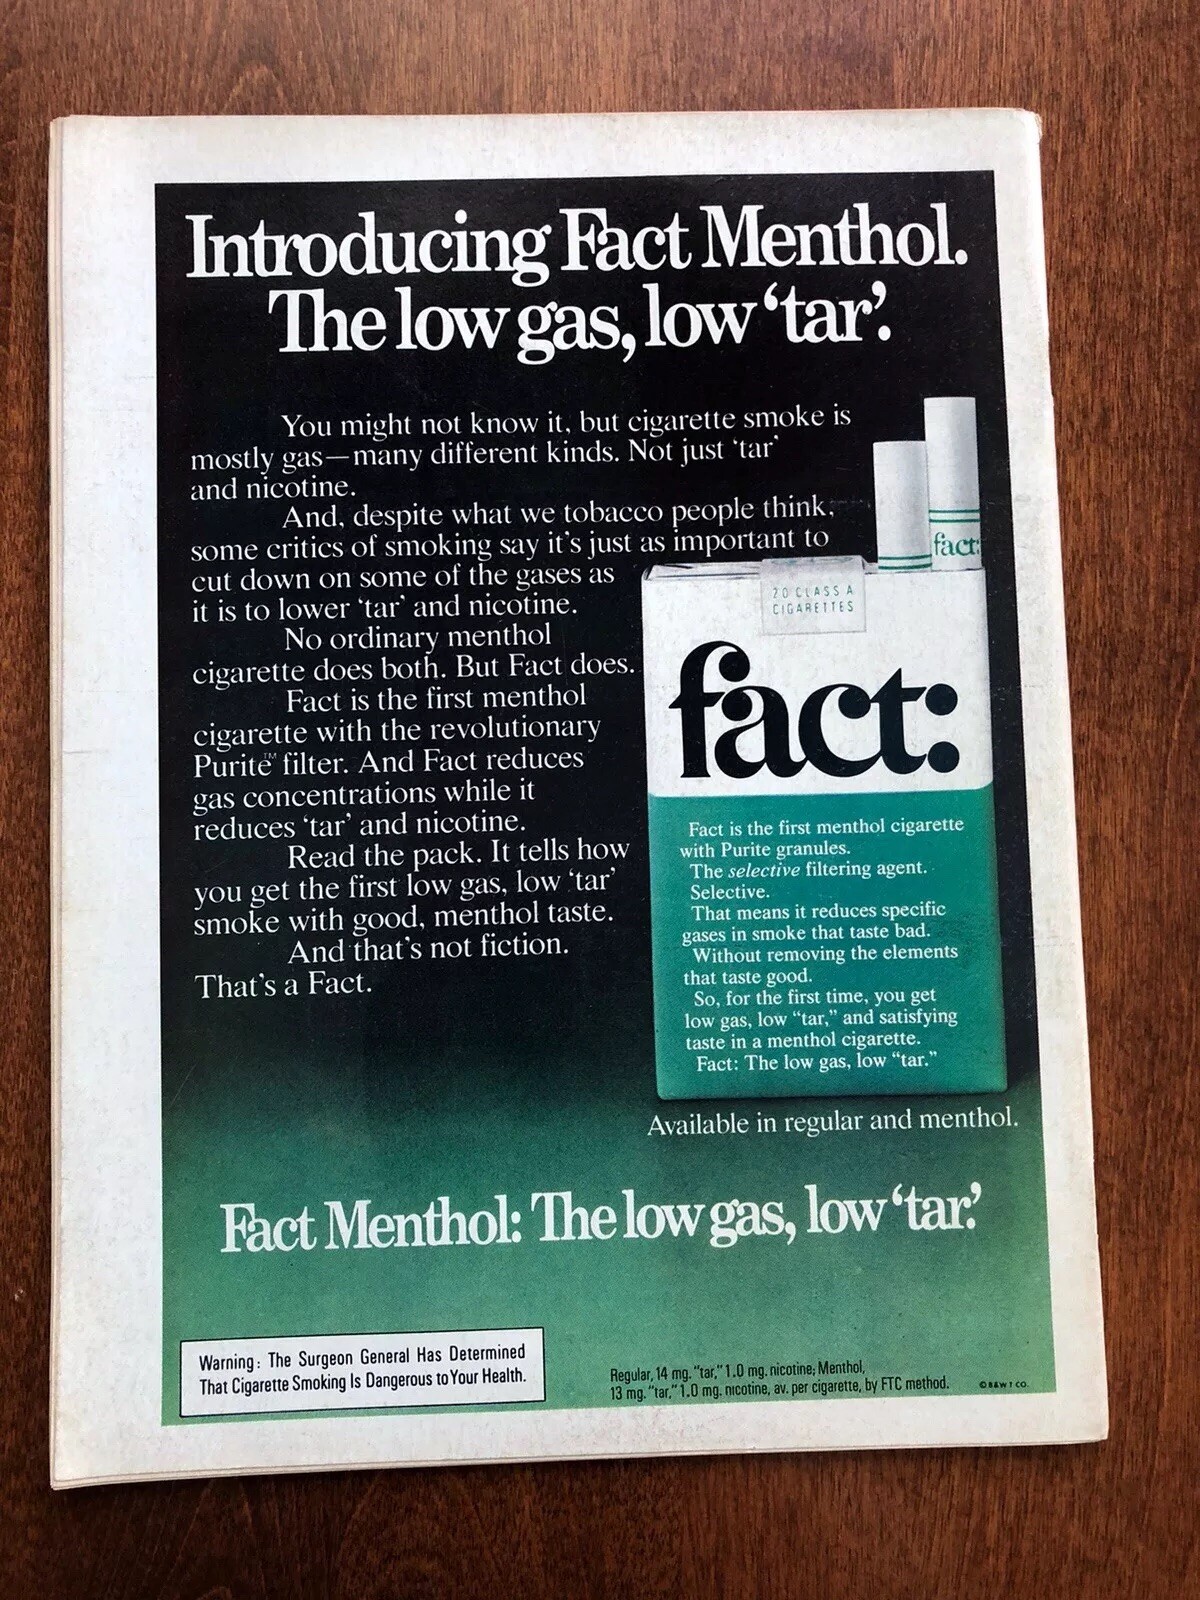 Introducing Fact Menthol.
The low gas, low ‘tar’.
You might not know it, but cigarette smoke is
mostly gas—many different kinds. Not just ‘tar’
and nicotine.
And, despite what we tobacco people think,
some critics of smoking say it’s just as important to
cut down on some of the gases as
it is to lower ‘tar’ and nicotine.
No ordinary menthol
cigarette does both. But Fact does.
Fact is the first menthol
cigarette with the revolutionary
Purite™ filter. And Fact reduces
gas concentrations while it
reduces ‘tar’ and nicotine.
Read the pack. It tells how
you get the first low gas, low ‘tar’
smoke with good, menthol taste.
And that’s not fiction.
That’s a Fact.
fact:
20 CLASS A
CIGARETTES
fact:
Fact is the first menthol cigarette
with Purite granules.
The selective filtering agent.
Selective.
That means it reduces specific
gases in smoke that taste bad.
Without removing the elements
that taste good.
So, for the first time, you get
low gas, low “tar,” and satisfying
taste in a menthol cigarette.
Fact: The low gas, low “tar.”
Available in regular and menthol.
Fact Menthol: The low gas, low ‘tar’.
Warning: The Surgeon General Has Determined
That Cigarette Smoking Is Dangerous to Your Health.
Regular, 14 mg. “tar,” 1.0 mg. nicotine; Menthol,
13 mg. “tar,” 1.0 mg. nicotine, av. per cigarette, by FTC method.
© B&W T CO.